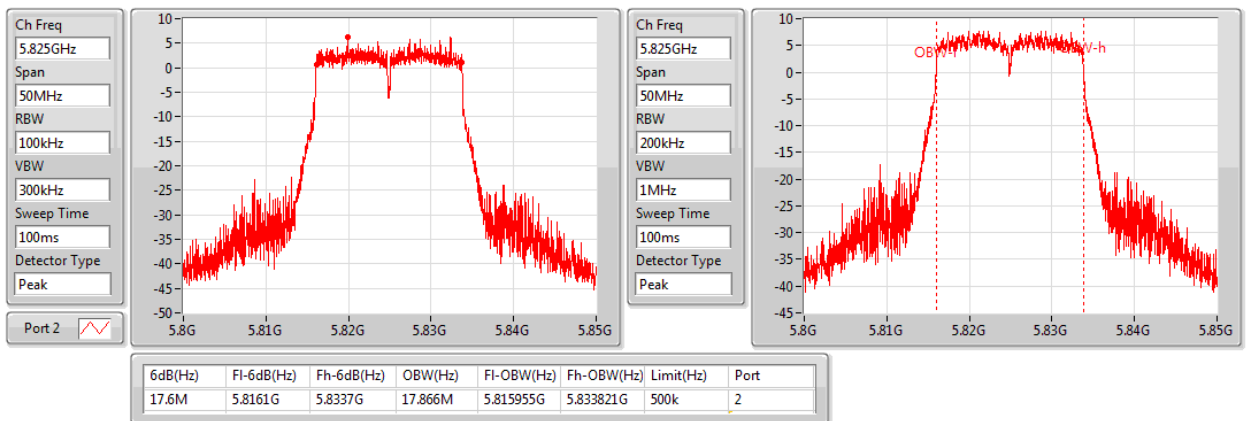 Ch Freq
5.825GHz
Span
50MHz
RBW
100kHz
VBW
300kHz
Sweep Time
100ms
Detector Type
Peak
Port 2
10
5
0
-5
-10
-15
-20
-25
-30
-35
-40
-45
-50
5.8G 5.81G 5.82G 5.83G 5.84G 5.85G
Ch Freq
5.825GHz
Span
50MHz
RBW
200kHz
VBW
1MHz
Sweep Time
100ms
Detector Type
Peak
10
5
0
-5
-10
-15
-20
-25
-30
-35
-40
-45
5.8G 5.81G 5.82G 5.83G 5.84G 5.85G
6dB(Hz) Fl-6dB(Hz) Fh-6dB(Hz) OBW(Hz) Fl-OBW(Hz) Fh-OBW(Hz) Limit(Hz) Port
17.6M 5.8161G 5.8337G 17.866M 5.815955G 5.833821G 500k 2